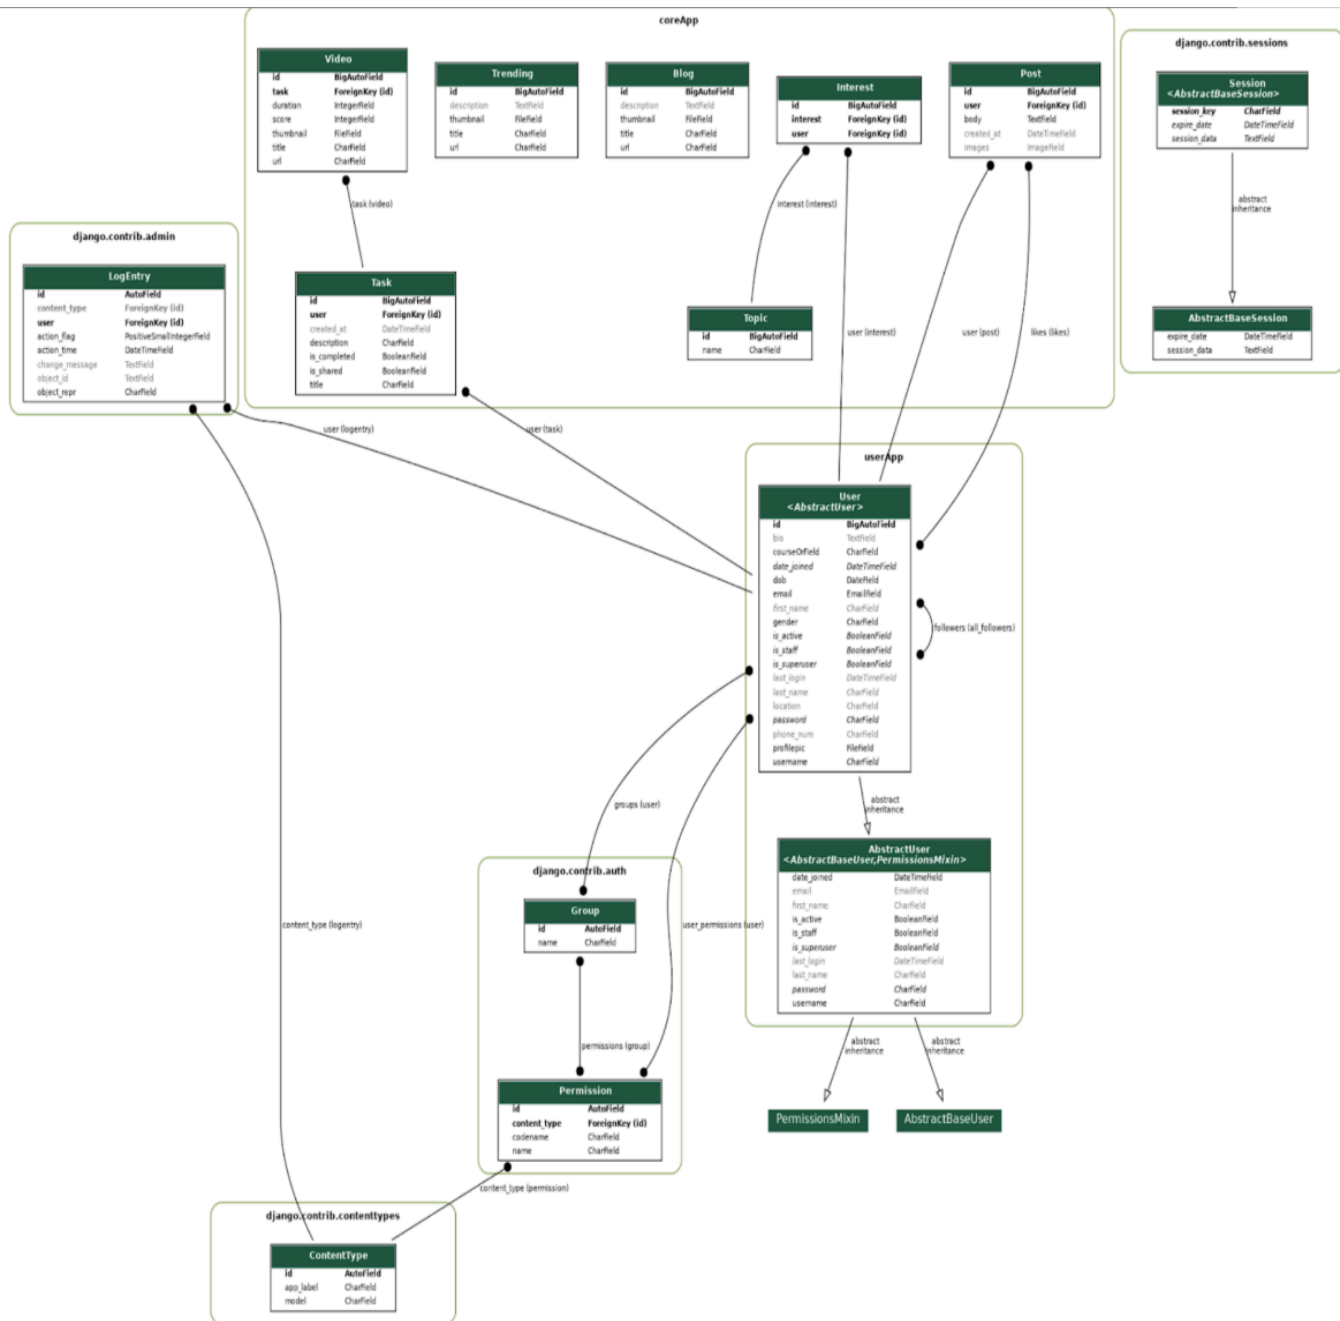 coreApp
Video
id BigAutoField
task ForeignKey (id)
duration IntegerField
score IntegerField
thumbnail FileField
title CharField
url CharField
Trending
id BigAutoField
description TextField
thumbnail FileField
title CharField
url CharField
Blog
id BigAutoField
description TextField
thumbnail FileField
title CharField
url CharField
Interest
id BigAutoField
interest ForeignKey (id)
user ForeignKey (id)
Post
id BigAutoField
user ForeignKey (id)
body TextField
created_at DateTimeField
images ImageField
django.contrib.sessions
Session
<AbstractBaseSession>
session_key CharField
expire_date DateTimeField
session_data TextField
abstract
inheritance
AbstractBaseSession
expire_date DateTimeField
session_data TextField
task (video)
interest (interest)
django.contrib.admin
LogEntry
id AutoField
content_type ForeignKey (id)
user ForeignKey (id)
action_flag PositiveSmallIntegerField
action_time DateTimeField
change_message TextField
object_id TextField
object_repr CharField
Task
id BigAutoField
user ForeignKey (id)
created_at DateTimeField
description CharField
is_completed BooleanField
is_shared BooleanField
title CharField
Topic
id BigAutoField
name CharField
user (interest)
user (post)
likes (likes)
user (logentry)
user (task)
userApp
User
<AbstractUser>
id BigAutoField
bio TextField
courseOrField CharField
date_joined DateTimeField
dob DateField
email EmailField
first_name CharField
gender CharField
is_active BooleanField
is_staff BooleanField
is_superuser BooleanField
last_login DateTimeField
last_name CharField
location CharField
password CharField
phone_num CharField
profilepic FileField
username CharField
followers (all_followers)
groups (user)
abstract
inheritance
AbstractUser
<AbstractBaseUser,PermissionsMixin>
date_joined DateTimeField
email EmailField
first_name CharField
is_active BooleanField
is_staff BooleanField
is_superuser BooleanField
last_login DateTimeField
last_name CharField
password CharField
username CharField
django.contrib.auth
Group
id AutoField
name CharField
content_type (logentry)
user_permissions (user)
permissions (group)
abstract
inheritance
abstract
inheritance
Permission
id AutoField
content_type ForeignKey (id)
codename CharField
name CharField
PermissionsMixin
AbstractBaseUser
content_type (permission)
django.contrib.contenttypes
ContentType
id AutoField
app_label CharField
model CharField